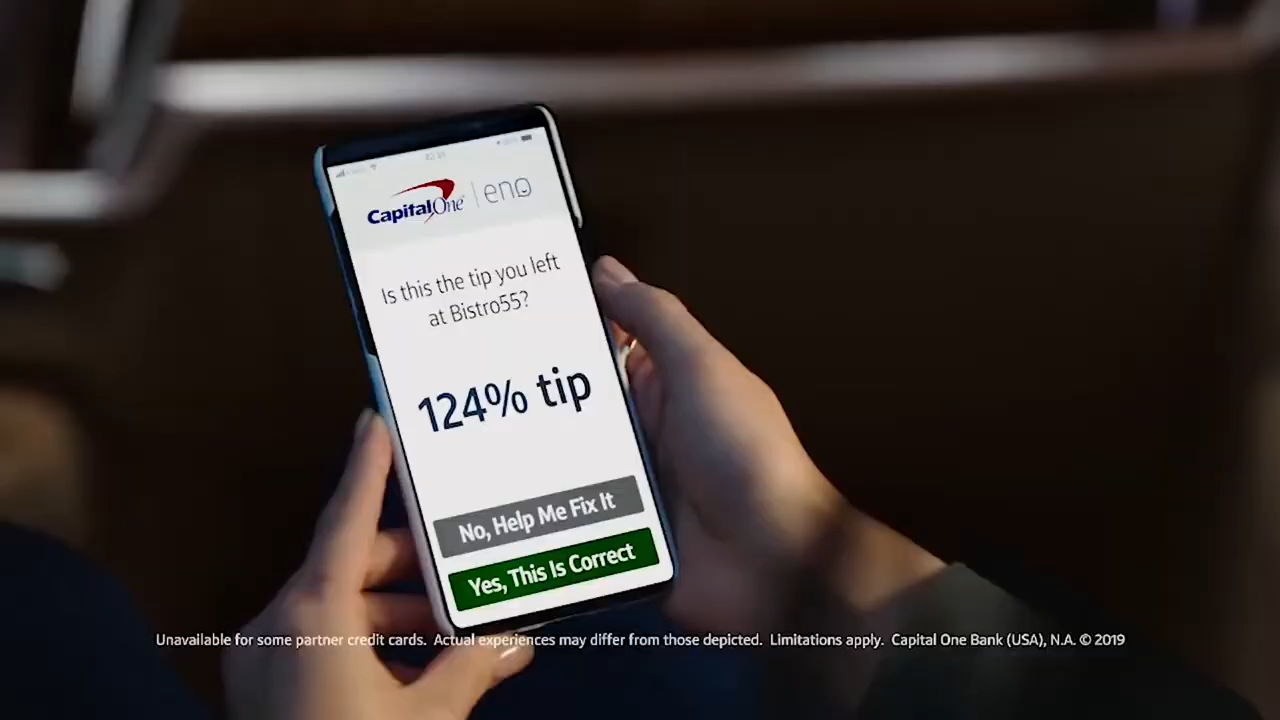 CapitalOne | eno
Is this the tip you left
at Bistro55?
124% tip
No, Help Me Fix It
Yes, This Is Correct
Unavailable for some partner credit cards. Actual experiences may differ from those depicted. Limitations apply. Capital One Bank (USA), N.A. © 2019